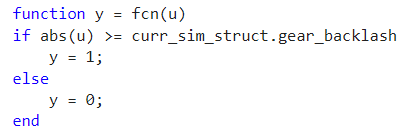 function y = fcn(u)
if abs(u) >= curr_sim_struct.gear_backlash
    y = 1;
else
    y = 0;
end